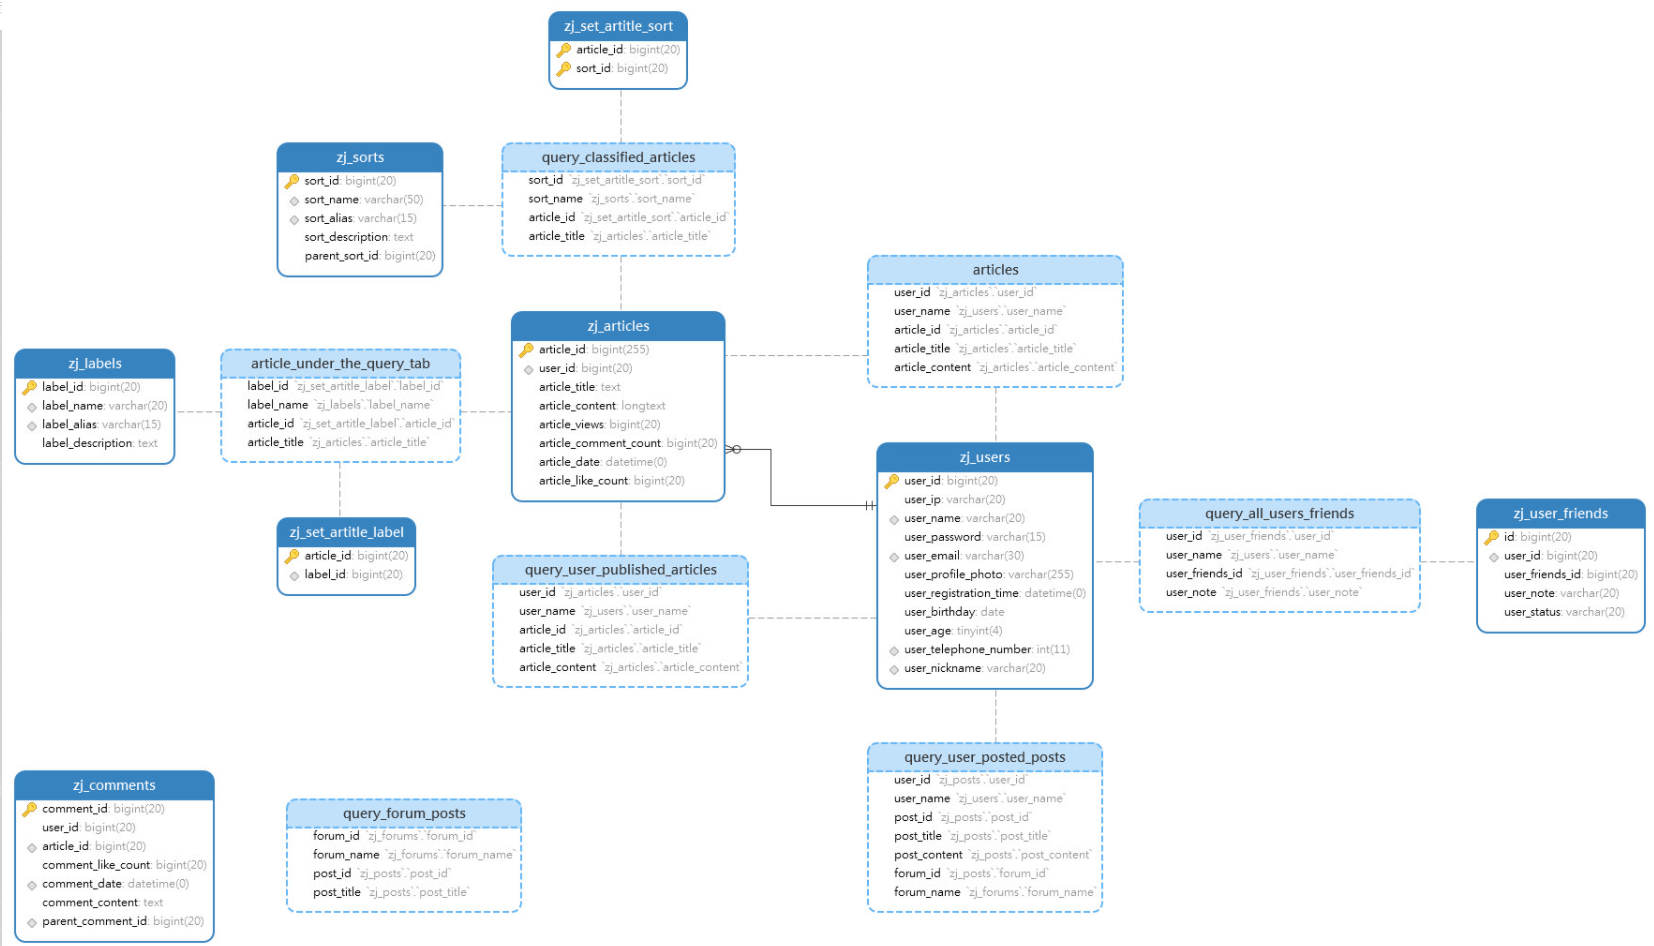 zj_set_artitle_sort
article_id: bigint(20)
sort_id: bigint(20)
zj_sorts
sort_id: bigint(20)
sort_name: varchar(50)
sort_alias: varchar(15)
sort_description: text
parent_sort_id: bigint(20)
query_classified_articles
sort_id `zj_set_artitle_sort`.`sort_id`
sort_name `zj_sorts`.`sort_name`
article_id `zj_set_artitle_sort`.`article_id`
article_title `zj_articles`.`article_title`
articles
user_id `zj_articles`.`user_id`
user_name `zj_users`.`user_name`
article_id `zj_articles`.`article_id`
article_title `zj_articles`.`article_title`
article_content `zj_articles`.`article_content`
zj_labels
label_id: bigint(20)
label_name: varchar(20)
label_alias: varchar(15)
label_description: text
article_under_the_query_tab
label_id `zj_set_artitle_label`.`label_id`
label_name `zj_labels`.`label_name`
article_id `zj_set_artitle_label`.`article_id`
article_title `zj_articles`.`article_title`
zj_articles
article_id: bigint(255)
user_id: bigint(20)
article_title: text
article_content: longtext
article_views: bigint(20)
article_comment_count: bigint(20)
article_date: datetime(0)
article_like_count: bigint(20)
zj_set_artitle_label
article_id: bigint(20)
label_id: bigint(20)
query_user_published_articles
user_id `zj_articles`.`user_id`
user_name `zj_users`.`user_name`
article_id `zj_articles`.`article_id`
article_title `zj_articles`.`article_title`
article_content `zj_articles`.`article_content`
zj_users
user_id: bigint(20)
user_ip: varchar(20)
user_name: varchar(20)
user_password: varchar(15)
user_email: varchar(30)
user_profile_photo: varchar(255)
user_registration_time: datetime(0)
user_birthday: date
user_age: tinyint(4)
user_telephone_number: int(11)
user_nickname: varchar(20)
query_all_users_friends
user_id `zj_user_friends`.`user_id`
user_name `zj_users`.`user_name`
user_friends_id `zj_user_friends`.`user_friends_id`
user_note `zj_user_friends`.`user_note`
zj_user_friends
id: bigint(20)
user_id: bigint(20)
user_friends_id: bigint(20)
user_note: varchar(20)
user_status: varchar(20)
zj_comments
comment_id: bigint(20)
user_id: bigint(20)
article_id: bigint(20)
comment_like_count: bigint(20)
comment_date: datetime(0)
comment_content: text
parent_comment_id: bigint(20)
query_forum_posts
forum_id `zj_forums`.`forum_id`
forum_name `zj_forums`.`forum_name`
post_id `zj_posts`.`post_id`
post_title `zj_posts`.`post_title`
query_user_posted_posts
user_id `zj_posts`.`user_id`
user_name `zj_users`.`user_name`
post_id `zj_posts`.`post_id`
post_title `zj_posts`.`post_title`
post_content `zj_posts`.`post_content`
forum_id `zj_posts`.`forum_id`
forum_name `zj_forums`.`forum_name`